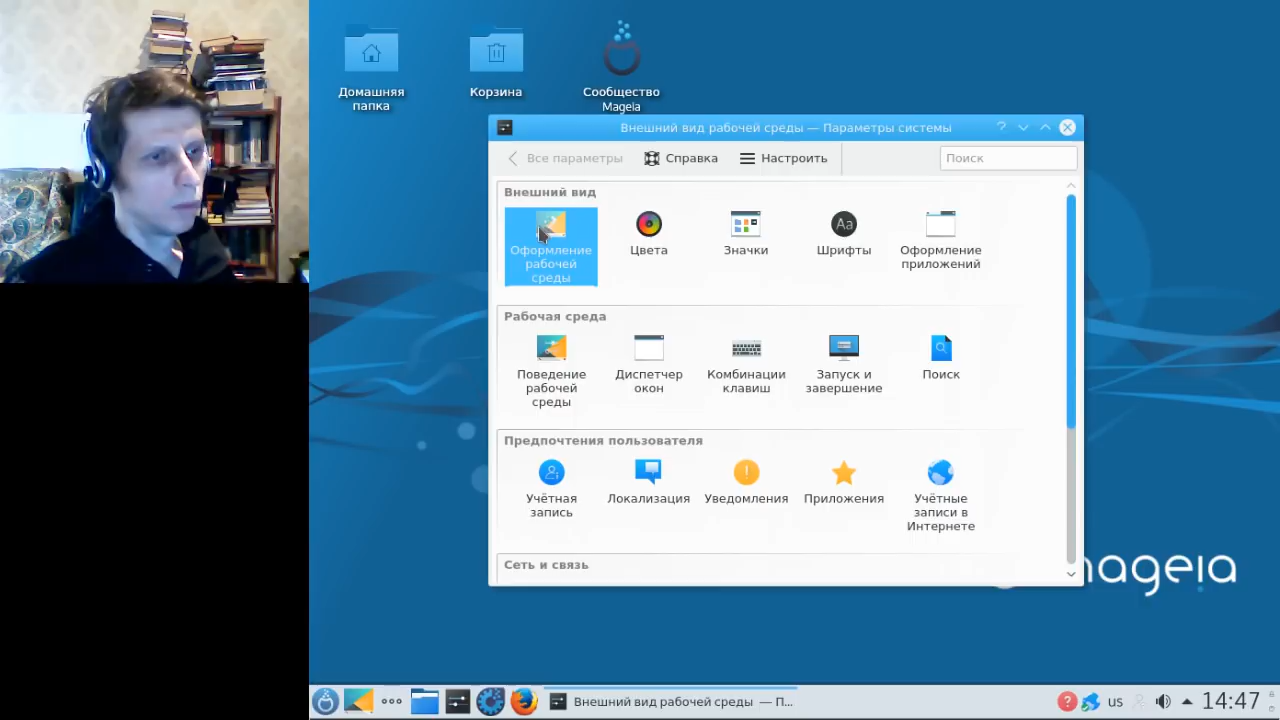 Домашняя
папка
Корзина
Сообщество
Mageia
Внешний вид рабочей среды — Параметры системы
Все параметры
Справка
Настроить
Поиск
Внешний вид
Оформление
рабочей
среды
Цвета
Значки
Aa
Шрифты
Оформление
приложений
Рабочая среда
Поведение
рабочей
среды
Диспетчер
окон
Комбинации
клавиш
Запуск и
завершение
Поиск
Предпочтения пользователя
Учётная
запись
Локализация
Уведомления
Приложения
Учётные
записи в
Интернете
Сеть и связь
mageia
Внешний вид рабочей среды — П...
us
14:47